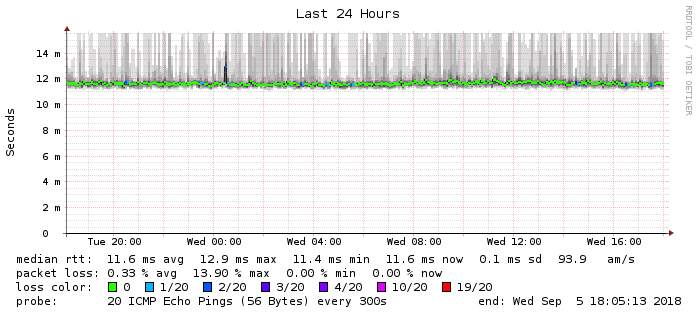 Last 24 Hours
RRDTOOL / TOBI OETIKER
Seconds
14 m
12 m
10 m
8 m
6 m
4 m
2 m
0
Tue 20:00 Wed 00:00 Wed 04:00 Wed 08:00 Wed 12:00 Wed 16:00
median rtt: 11.6 ms avg 12.9 ms max 11.4 ms min 11.6 ms now 0.1 ms sd 93.9 am/s
packet loss: 0.33 % avg 13.90 % max 0.00 % min 0.00 % now
loss color: 0 1/20 2/20 3/20 4/20 10/20 19/20
probe: 20 ICMP Echo Pings (56 Bytes) every 300s end: Wed Sep 5 18:05:13 2018